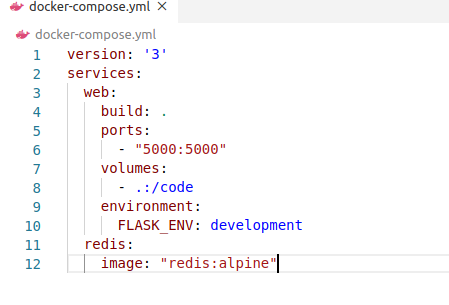 docker-compose.yml ×
docker-compose.yml
1 version: '3'
2 services:
3   web:
4     build: .
5     ports:
6       - "5000:5000"
7     volumes:
8       - .:/code
9     environment:
10       FLASK_ENV: development
11   redis:
12     image: "redis:alpine"